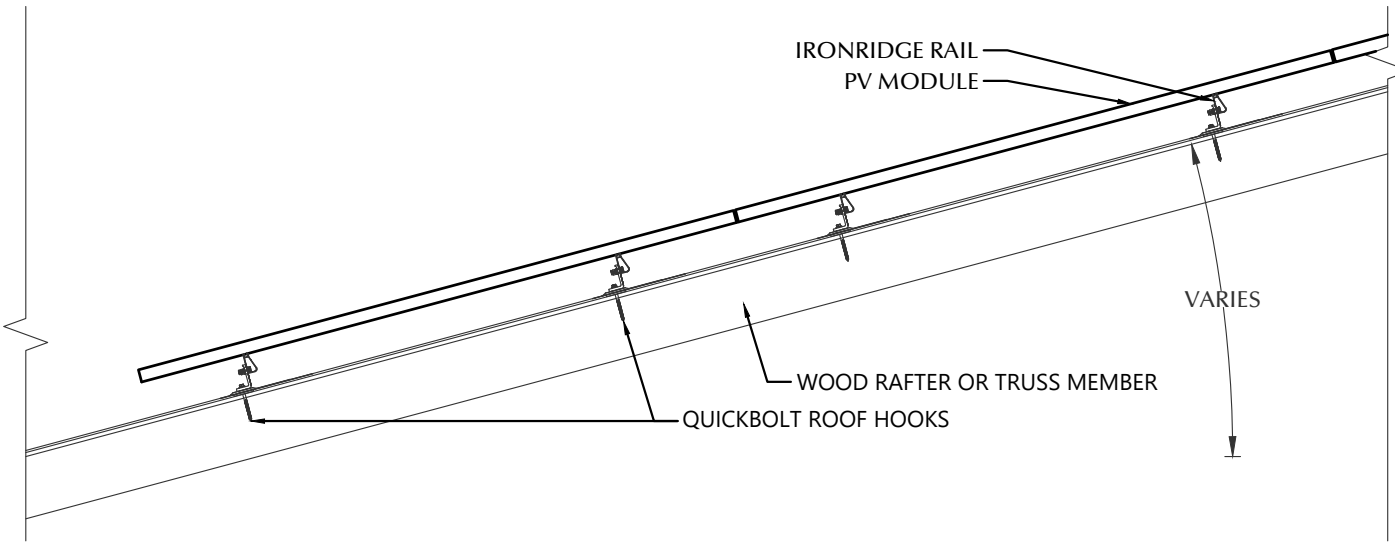 IRONRIDGE RAIL
PV MODULE
VARIES
WOOD RAFTER OR TRUSS MEMBER
QUICKBOLT ROOF HOOKS